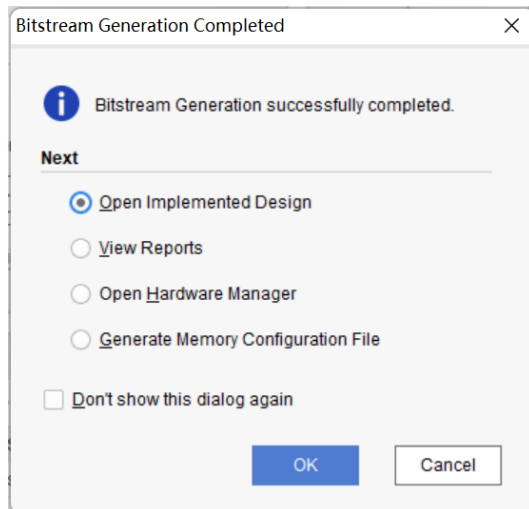 Bitstream Generation Completed
Bitstream Generation successfully completed.
Next
Open Implemented Design
View Reports
Open Hardware Manager
Generate Memory Configuration File
Don't show this dialog again
OK
Cancel